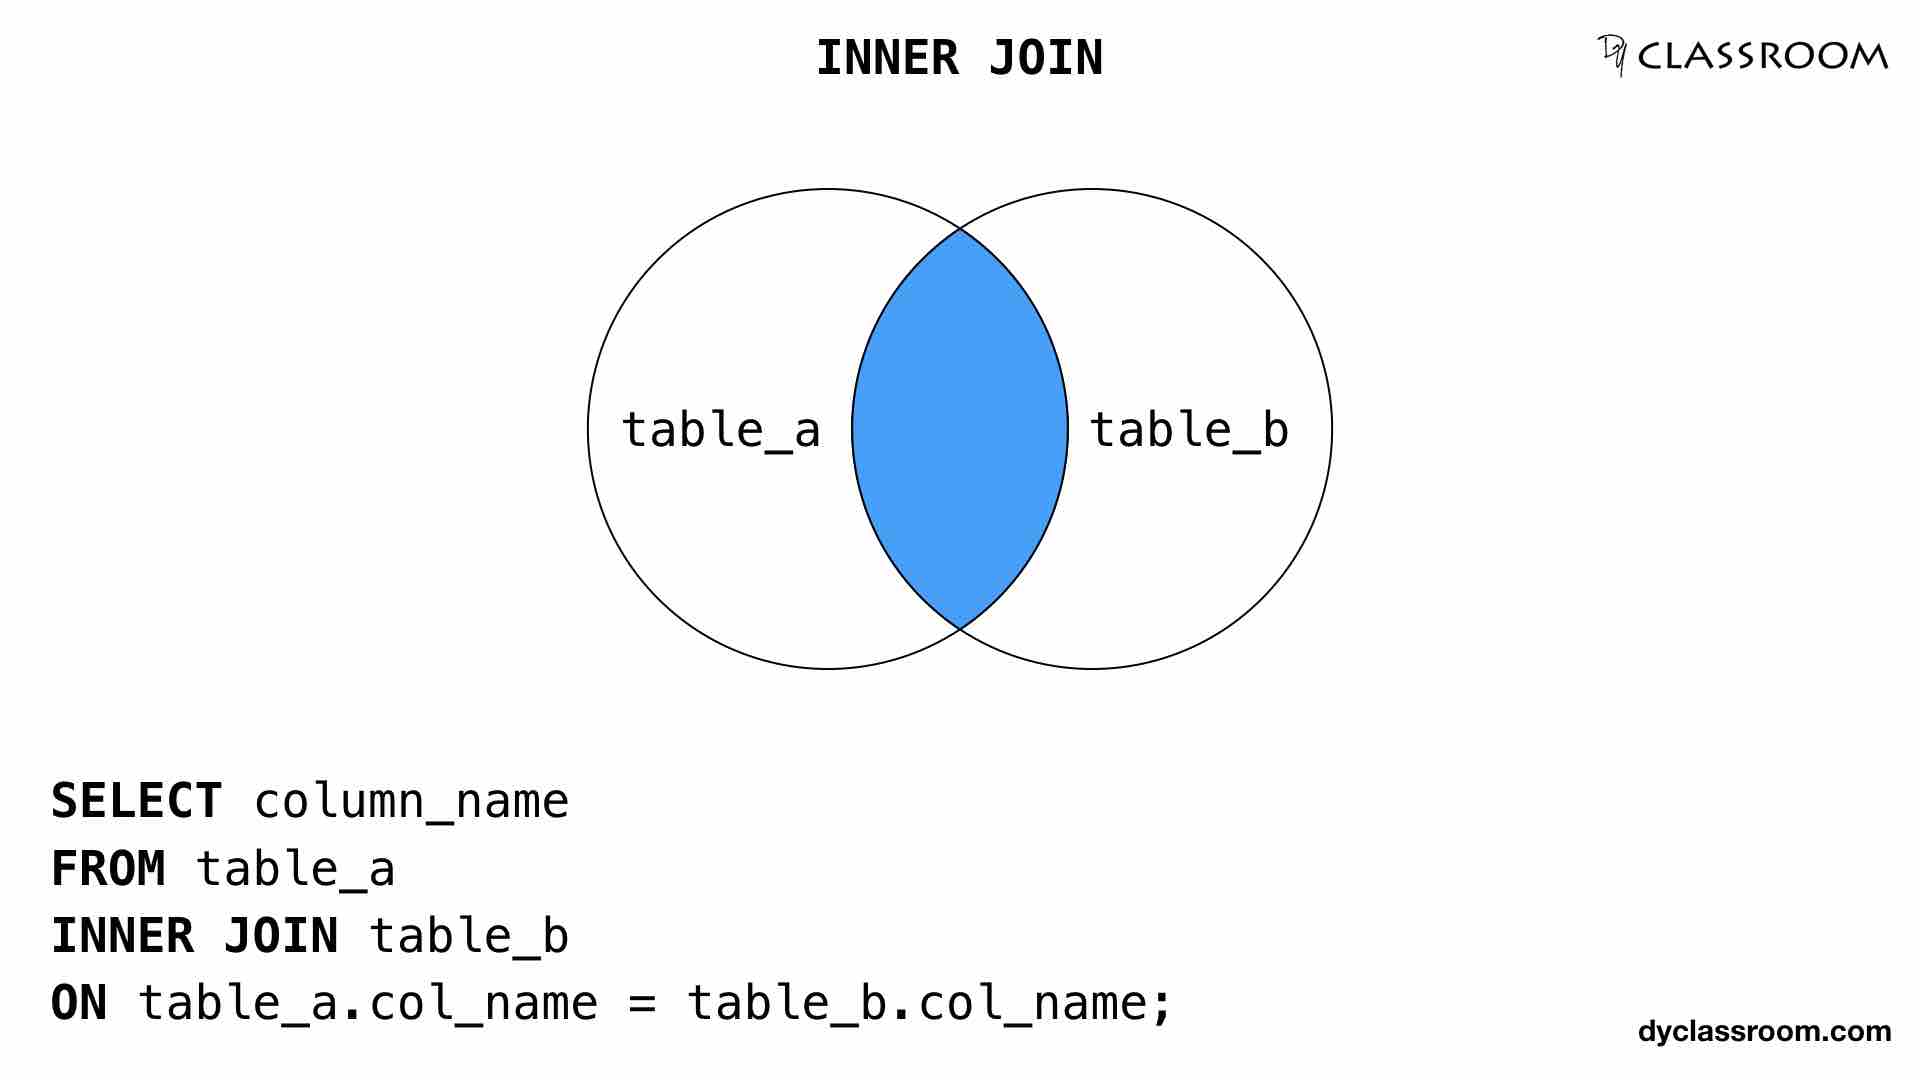 INNER JOIN
DY CLASSROOM
table_a
table_b
SELECT column_name
FROM table_a
INNER JOIN table_b
ON table_a.col_name = table_b.col_name;
dyclassroom.com